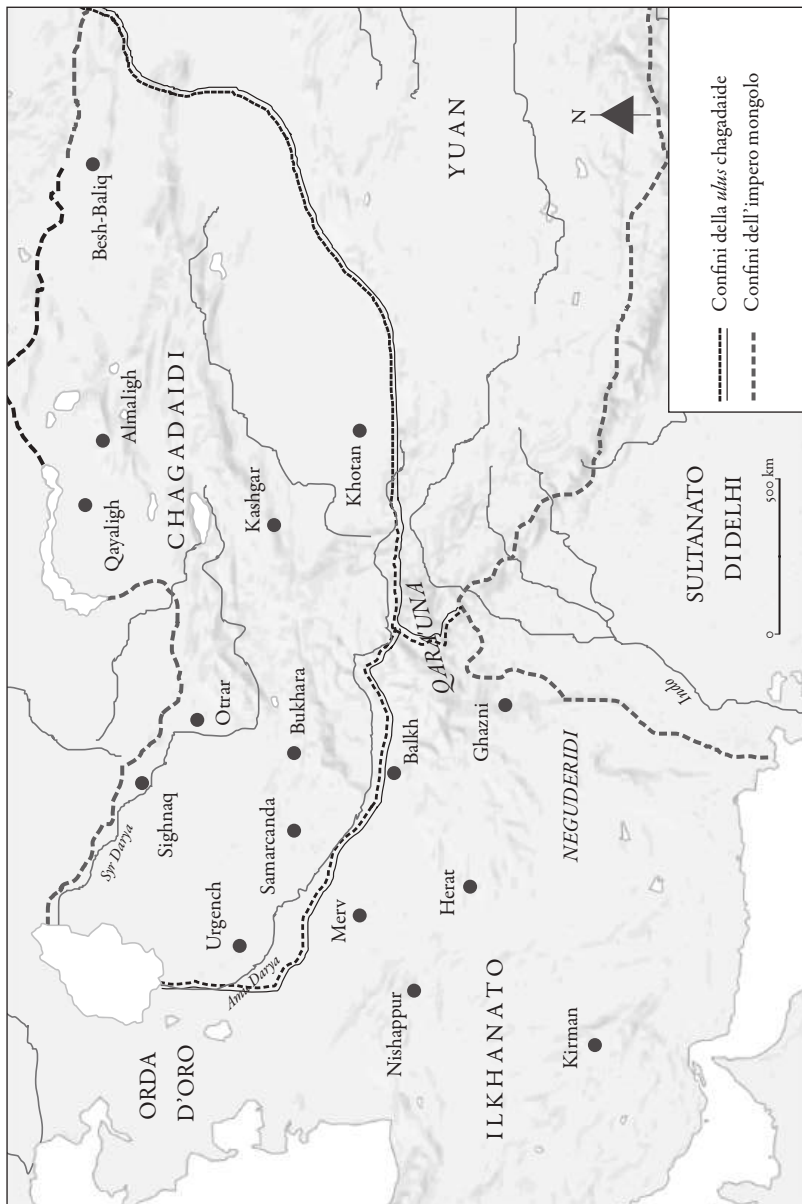 ORDA
D'ORO
Urgench
Syr Darya
Sighnaq
Otrar
Qayaligh
Almaligh
Besh-Baliq
CHAGADAIDI
Amu Darya
Samarcanda
Bukhara
Kashgar
Khotan
Merv
Balkh
QARAUNA
YUAN
Nishappur
Herat
Ghazni
ILKHANATO
NEGUDERIDI
Kirman
Indo
SULTANATO
DI DELHI
0
500 km
N
Confini della ulus chagadaide
Confini dell'impero mongolo